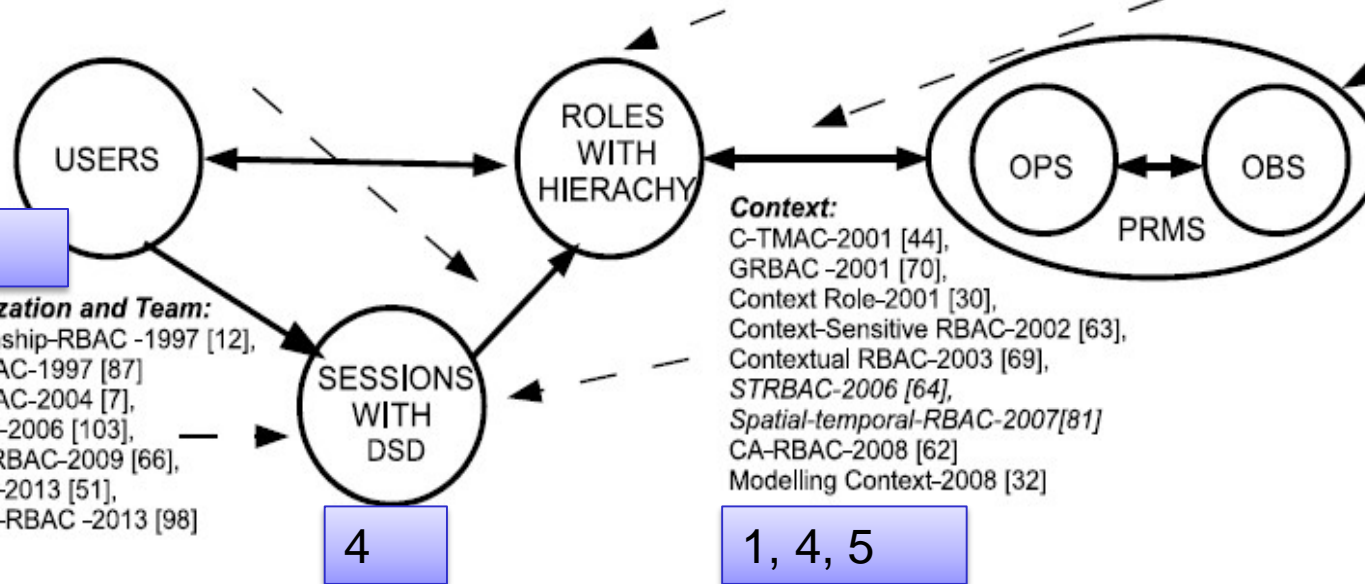 USERS
ROLES
WITH
HIERACHY
OPS
OBS
PRMS
SESSIONS
WITH
DSD
zation and Team:
ship-RBAC -1997 [12],
AC-1997 [87]
AC-2004 [7],
-2006 [103],
RBAC-2009 [66],
-2013 [51],
-RBAC -2013 [98]
Context:
C-TMAC-2001 [44],
GRBAC -2001 [70],
Context Role-2001 [30],
Context-Sensitive RBAC-2002 [63],
Contextual RBAC-2003 [69],
STRBAC-2006 [64],
Spatial-temporal-RBAC-2007[81]
CA-RBAC-2008 [62]
Modelling Context-2008 [32]
4
1, 4, 5